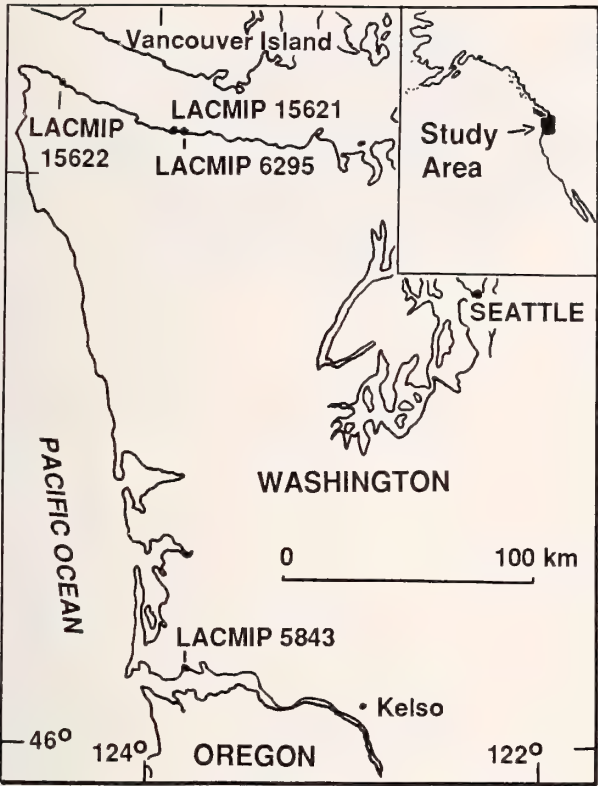 Vancouver Island
LACMIP 15621
LACMIP
15622
LACMIP 6295
Study
Area
SEATTLE
PACIFIC OCEAN
WASHINGTON
0 100 km
LACMIP 5843
Kelso
46°
124°
OREGON
122°